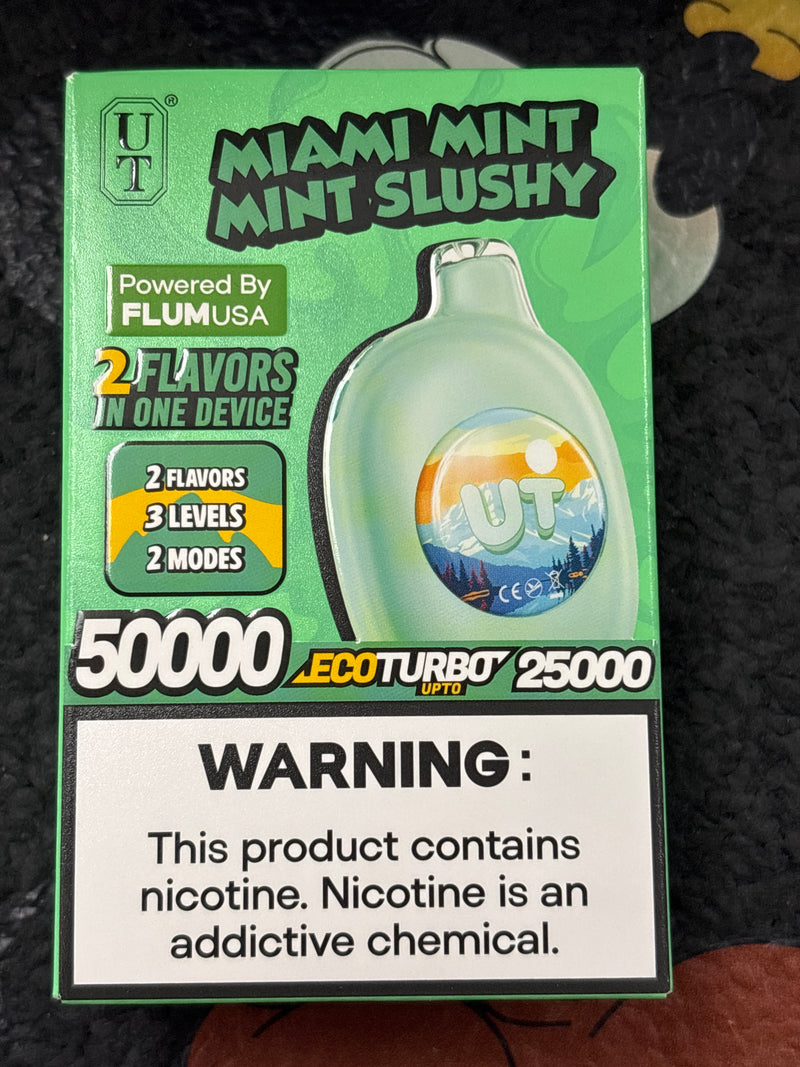 U
T
®
MIAMI MINT
MINT SLUSHY
Powered By
FLUMUSA
2 FLAVORS
IN ONE DEVICE
2 FLAVORS
3 LEVELS
2 MODES
UT
CE
50000 ECOTURBO 25000
UPTO
WARNING:
This product contains
nicotine. Nicotine is an
addictive chemical.